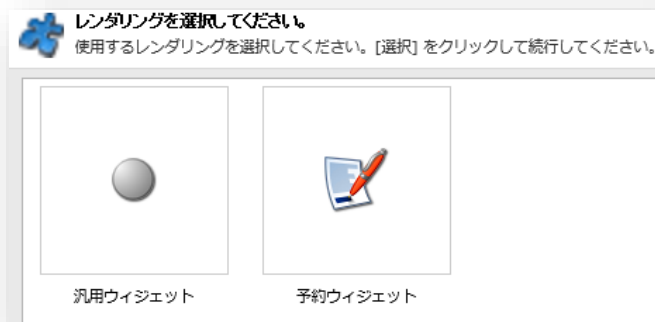 レンダリングを選択してください。
使用するレンダリングを選択してください。[選択] をクリックして続行してください。
汎用ウィジェット
予約ウィジェット